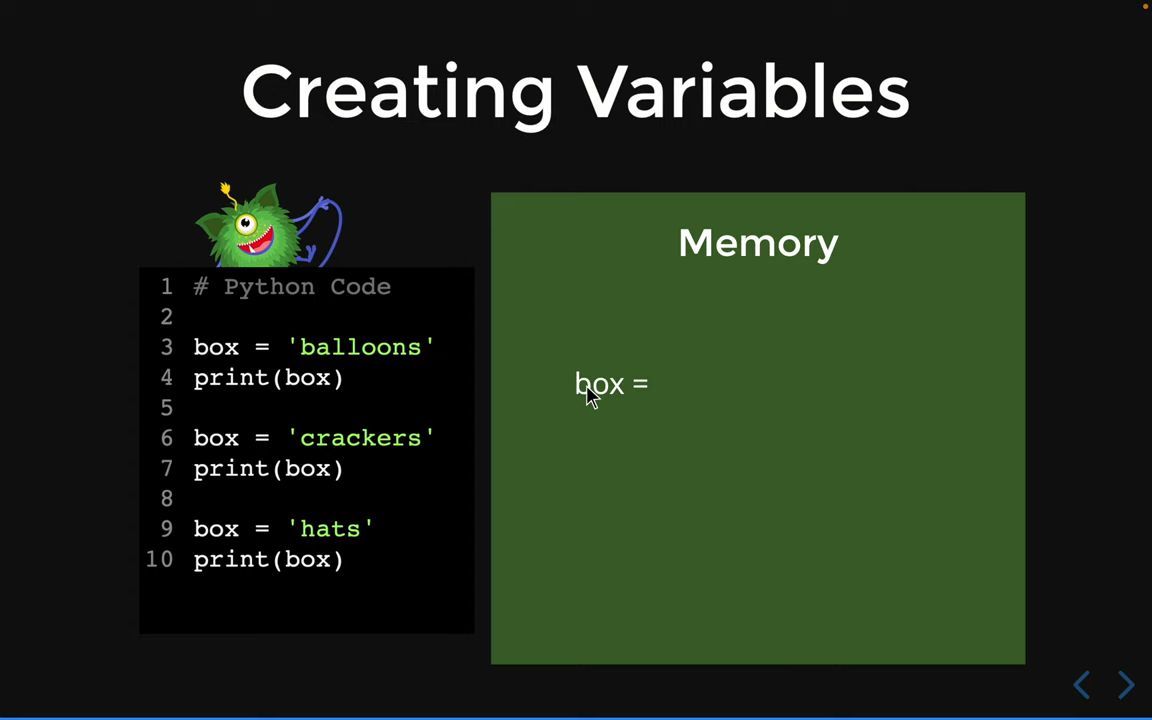 Creating Variables
1 # Python Code
2
3 box = 'balloons'
4 print(box)
5
6 box = 'crackers'
7 print(box)
8
9 box = 'hats'
10 print(box)
Memory
box =